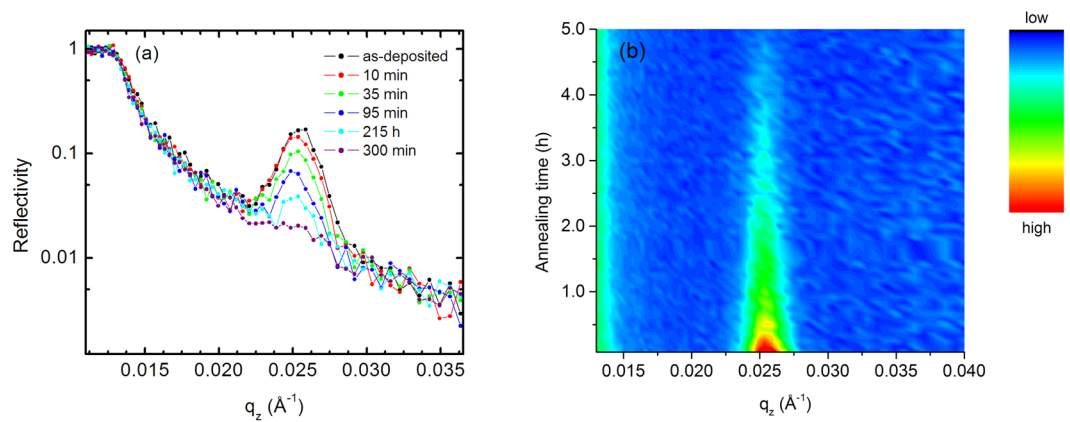 (a)
as-deposited
10 min
35 min
95 min
215 h
300 min
1
0.1
0.01
Reflectivity
0.015
0.020
0.025
0.030
0.035
qz (Å-1)
(b)
5.0
4.0
3.0
2.0
1.0
Annealing time (h)
0.015
0.020
0.025
0.030
0.035
0.040
qz (Å-1)
low
high